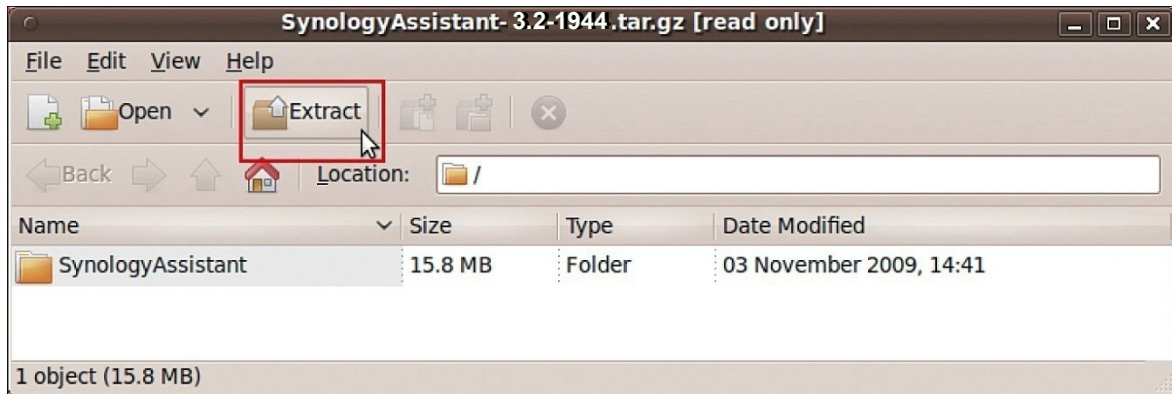 SynologyAssistant-3.2-1944.tar.gz [read only]
File Edit View Help
Open Extract
Back Location: /
Name Size Type Date Modified
SynologyAssistant 15.8 MB Folder 03 November 2009, 14:41
1 object (15.8 MB)